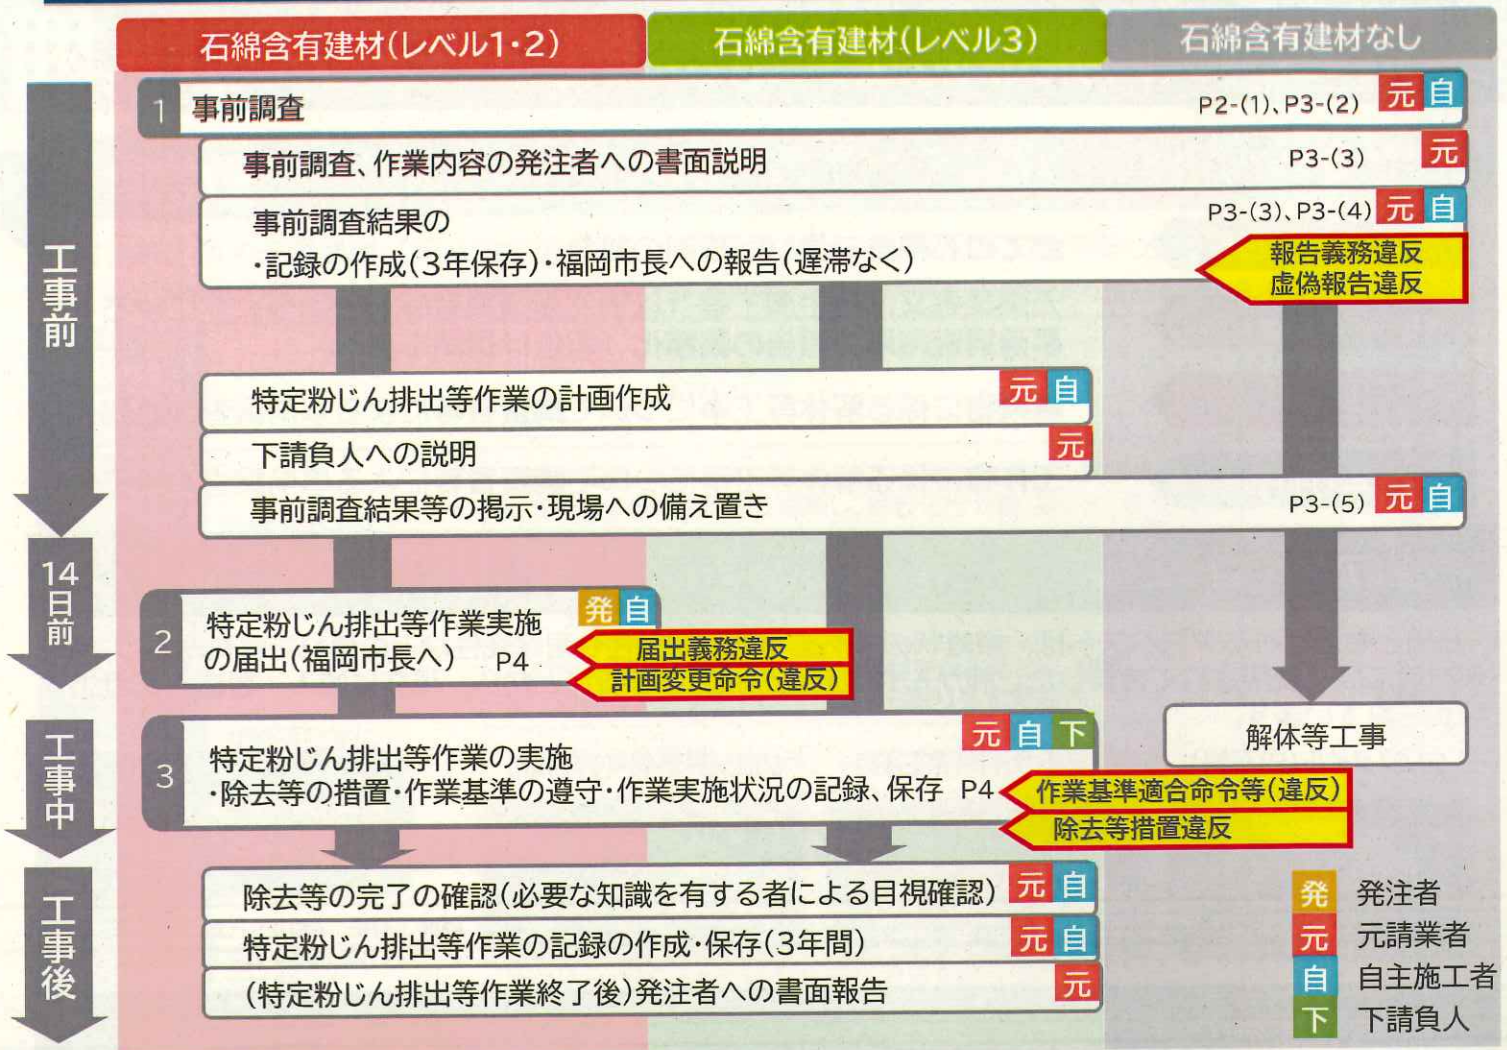 石綿含有建材(レベル1・2)
石綿含有建材(レベル3)
石綿含有建材なし
工事前
1 事前調査 P2-(1)、P3-(2) 元 自
事前調査、作業内容の発注者への書面説明 P3-(3) 元
事前調査結果の P3-(3)、P3-(4) 元 自
・記録の作成(3年保存)・福岡市長への報告(遅滞なく)
報告義務違反
虚偽報告違反
特定粉じん排出等作業の計画作成 元 自
下請負人への説明 元
事前調査結果等の掲示・現場への備え置き P3-(5) 元 自
14日前
2 特定粉じん排出等作業実施 発 自
の届出(福岡市長へ) P4
届出義務違反
計画変更命令(違反)
解体等工事
工事中
3 特定粉じん排出等作業の実施 元 自 下
・除去等の措置・作業基準の遵守・作業実施状況の記録、保存 P4
作業基準適合命令等(違反)
除去等措置違反
工事後
除去等の完了の確認(必要な知識を有する者による目視確認) 元 自
特定粉じん排出等作業の記録の作成・保存(3年間) 元 自
(特定粉じん排出等作業終了後)発注者への書面報告 元
発 発注者
元 元請業者
自 自主施工者
下 下請負人